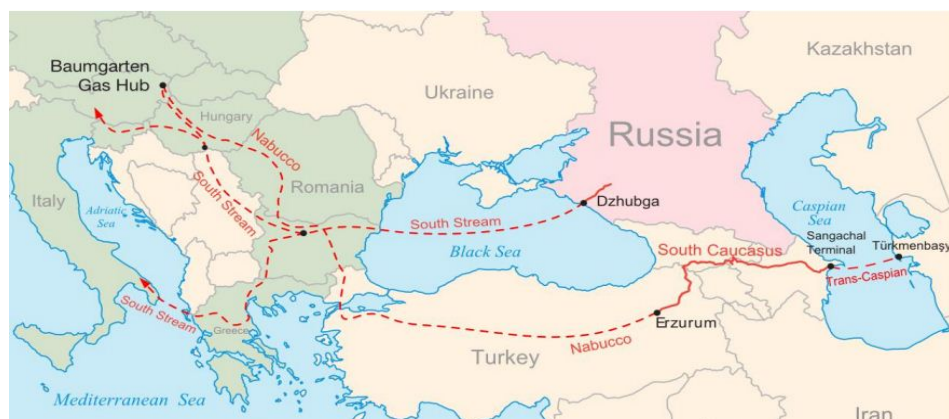 Baumgarten
Gas Hub
Kazakhstan
Ukraine
Hungary
Russia
Nabucco
Romania
Italy
Dzhubga
South Stream
Adriatic
Sea
Caspian
Sea
South Stream
Black Sea
Sangachal
Terminal
Türkmenbaşy
South Caucasus
Trans-Caspian
South Stream
Greece
Erzurum
Nabucco
Turkey
Mediterranean Sea
Iran